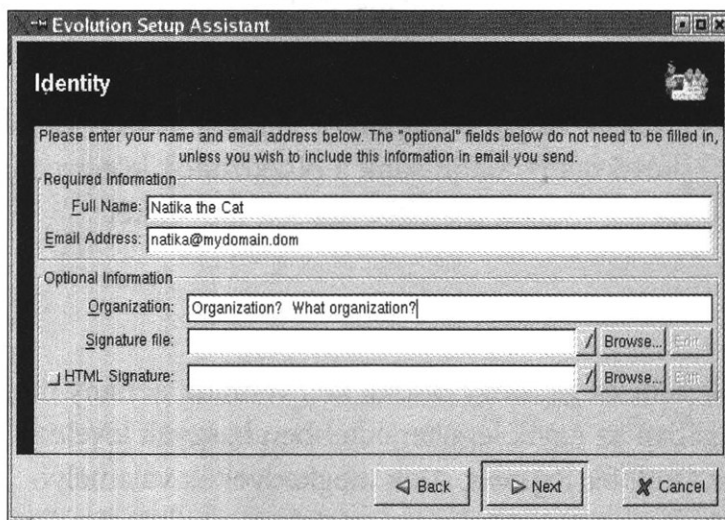 Evolution Setup Assistant
Identity
Please enter your name and email address below. The "optional" fields below do not need to be filled in,
unless you wish to include this information in email you send.
Required Information
Full Name: Natika the Cat
Email Address: natika@mydomain.dom
Optional Information
Organization: Organization?  What organization?
Signature file: Browse... Edit...
HTML Signature: Browse... Edit...
Back Next Cancel